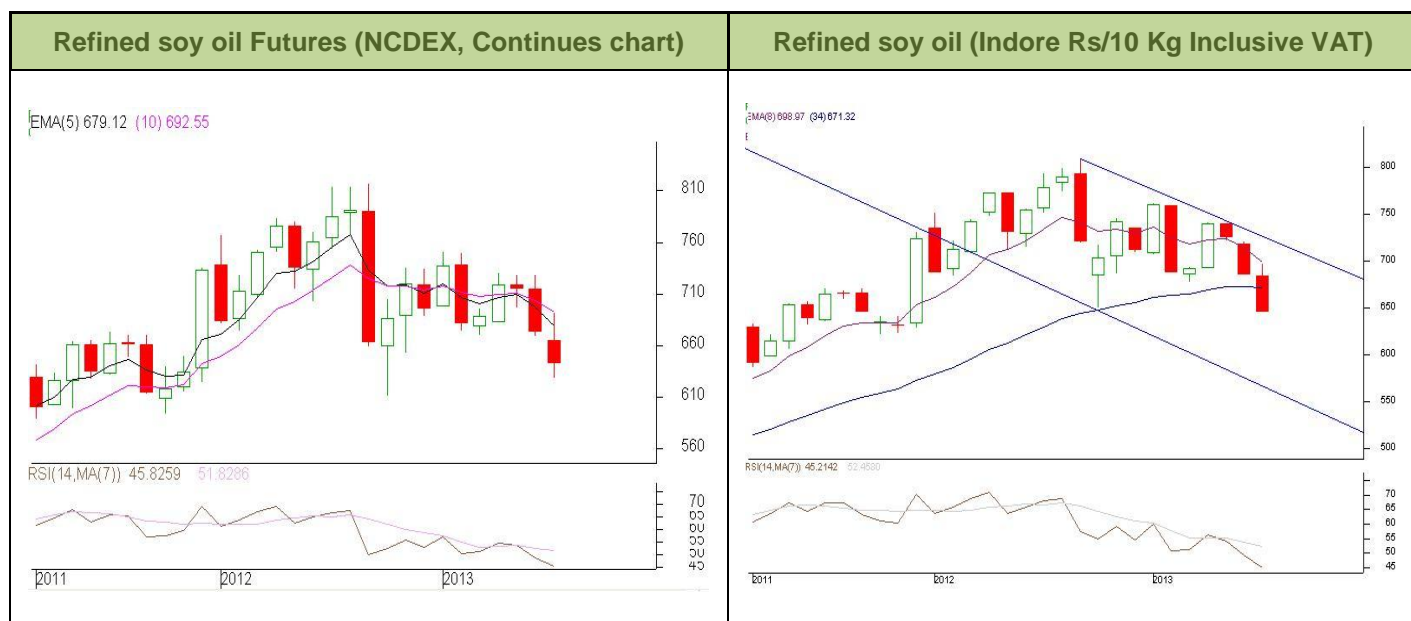 Refined soy oil Futures (NCDEX, Continues chart)
EMA(5) 679.12 (10) 692.55
810
760
710
660
610
560
RSI(14,MA(7)) 45.8259 51.8286
70
60
50
40
2011 2012 2013
Refined soy oil (Indore Rs/10 Kg Inclusive VAT)
EMA(8) 698.97 (34) 671.32
800
750
700
650
600
550
500
RSI(14,MA(7)) 45.2142
70
65
60
55
50
45
2011 2012 2013